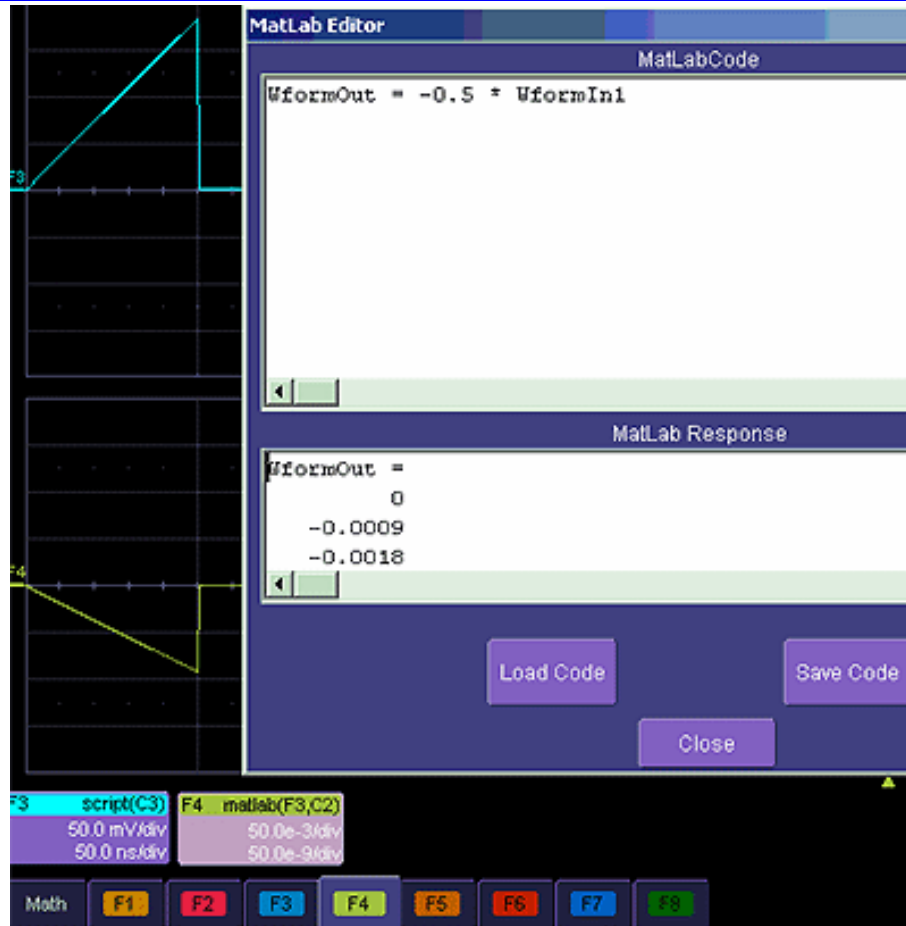 MatLab Editor
MatLabCode
WformOut = -0.5 * WformIn1
F3
MatLab Response
WformOut =
0
-0.0009
-0.0018
F4
Load Code
Save Code
Close
F3 script(C3)
50.0 mV/div
50.0 ns/div
F4 matlab(F3,C2)
50.0e-3/div
50.0e-9/div
Math F1 F2 F3 F4 F5 F6 F7 F8